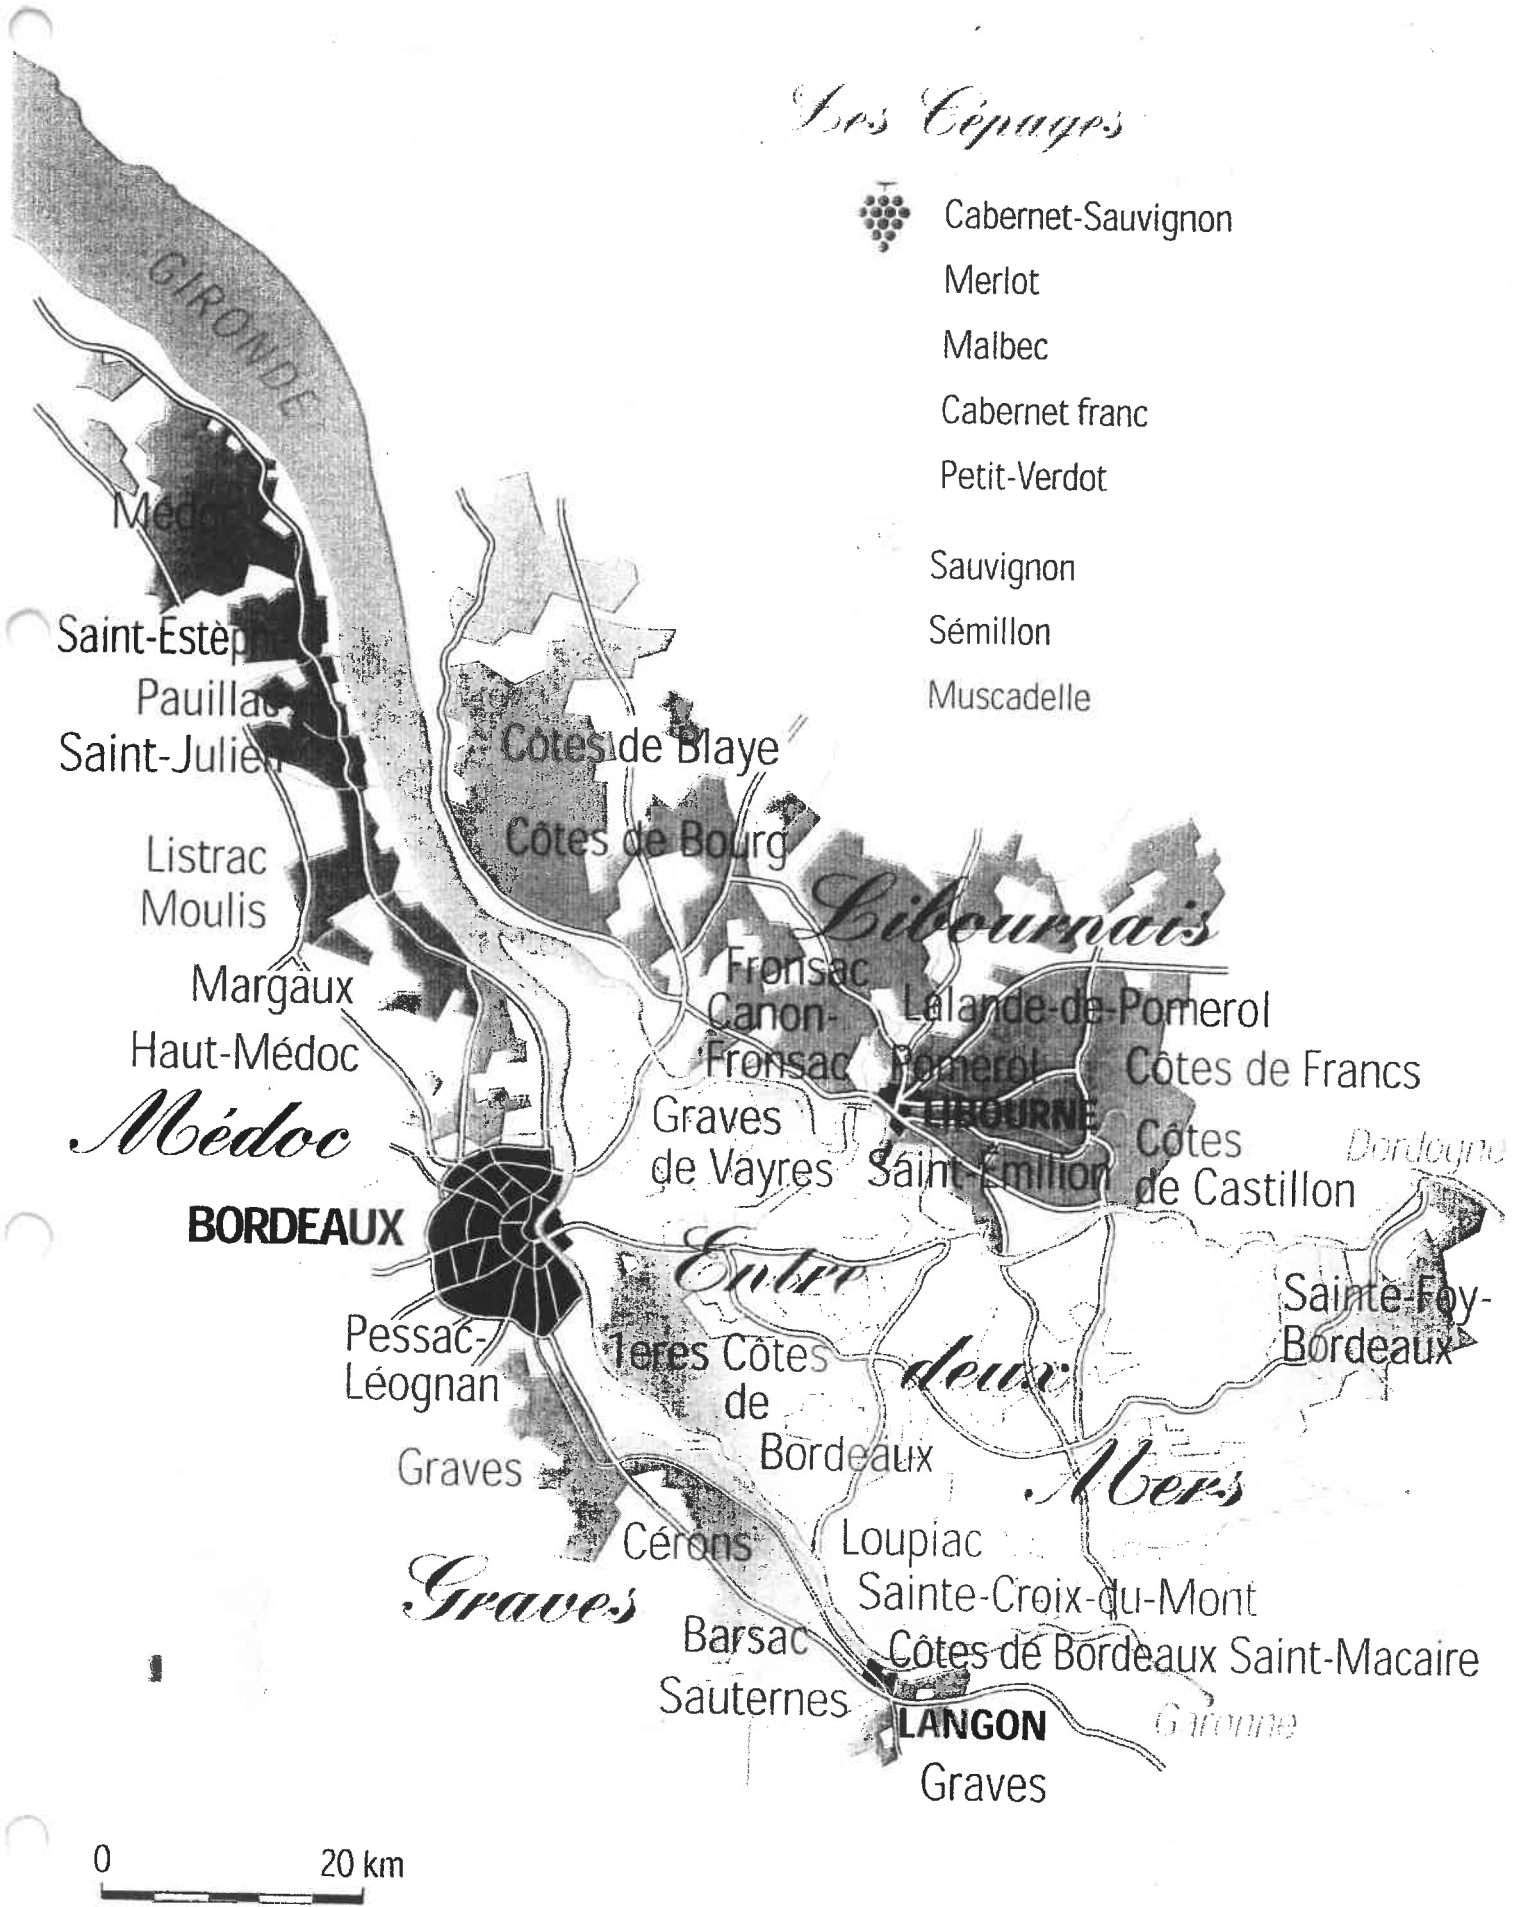 Les Cépages
Cabernet-Sauvignon
Merlot
Malbec
Cabernet franc
Petit-Verdot
Sauvignon
Sémillon
Muscadelle
GIRONDE
Médoc
Saint-Estèphe
Pauillac
Saint-Julien
Côtes de Blaye
Côtes de Bourg
Listrac
Moulis
Libournais
Margaux
Fronsac
Canon-
Fronsac
Lalande-de-Pomerol
Haut-Médoc
Pomerol
Côtes de Francs
Médoc
LIBOURNE
Graves
de Vayres
Saint-Émilion
Côtes
de Castillon
Dordogne
BORDEAUX
Entre
deux
Mers
Sainte-Foy-
Bordeaux
Pessac-
Léognan
1eres Côtes
de
Bordeaux
Graves
Cérons
Loupiac
Graves
Sainte-Croix-du-Mont
Barsac
Côtes de Bordeaux Saint-Macaire
Sauternes
LANGON
Garonne
Graves
0
20 km